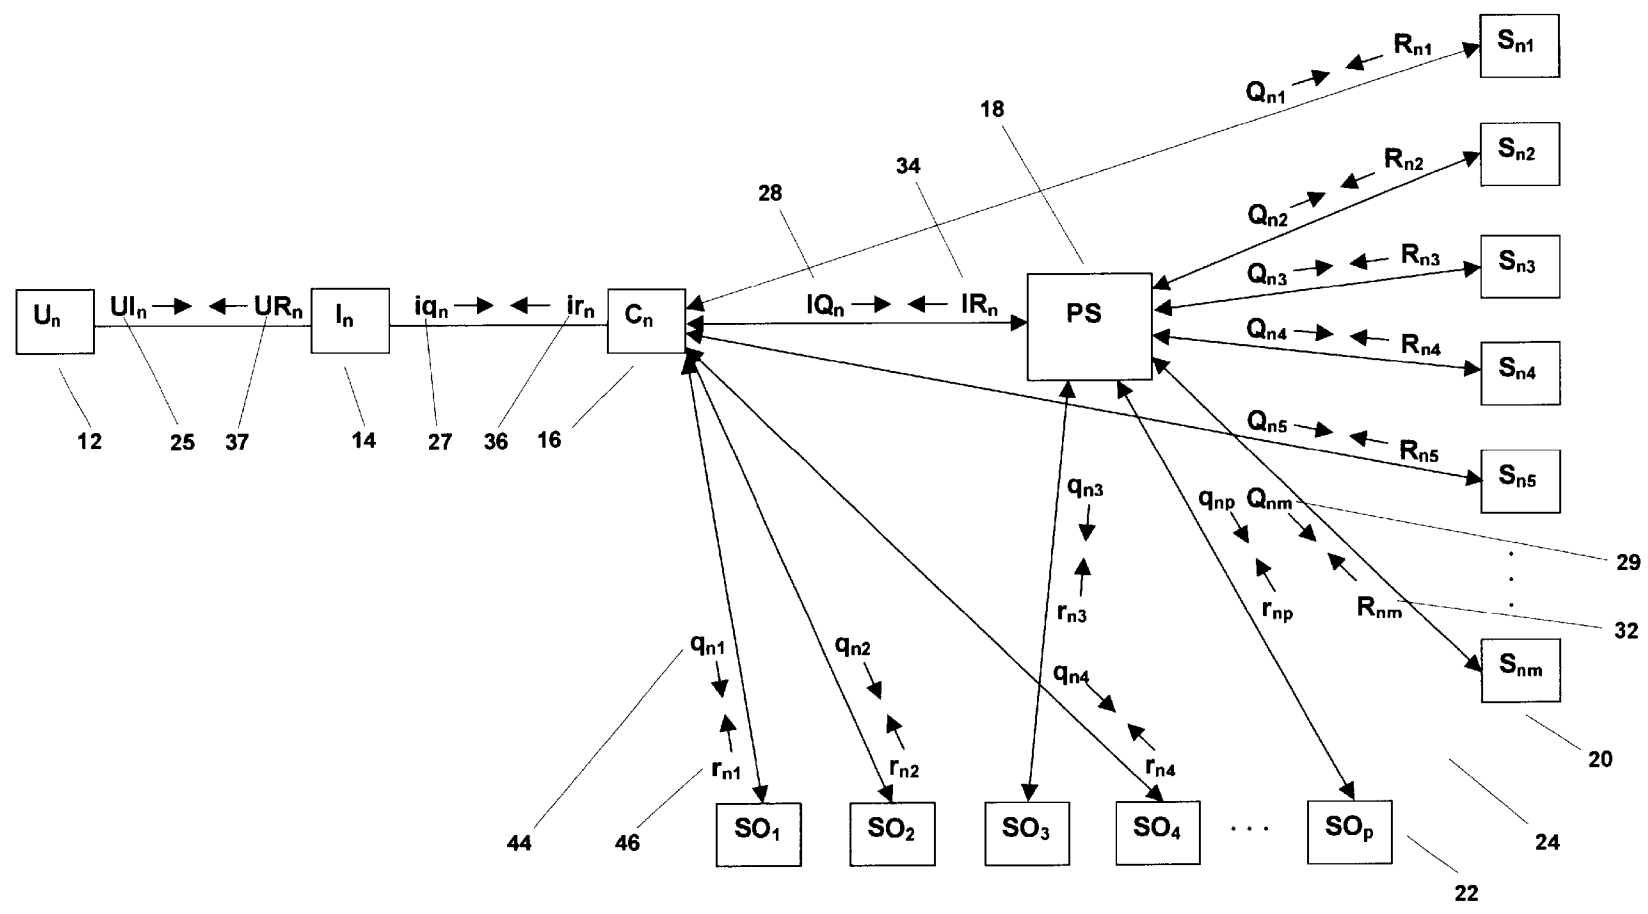 Rn1
Sn1
Qn1
18
Sn2
Rn2
34
28
Qn2
Rn3
Sn3
Qn3
Un
UIn
URn
In
iqn
irn
Cn
IQn
IRn
PS
Qn4
Rn4
Sn4
12
25
37
14
27
36
16
Qn5
Rn5
Sn5
qn3
qnp
Qnm
29
. . .
rn3
rnp
Rnm
32
qn1
qn2
qn4
Snm
rn1
rn2
rn4
20
44
46
SO1
SO2
SO3
SO4
. . .
SOp
24
22